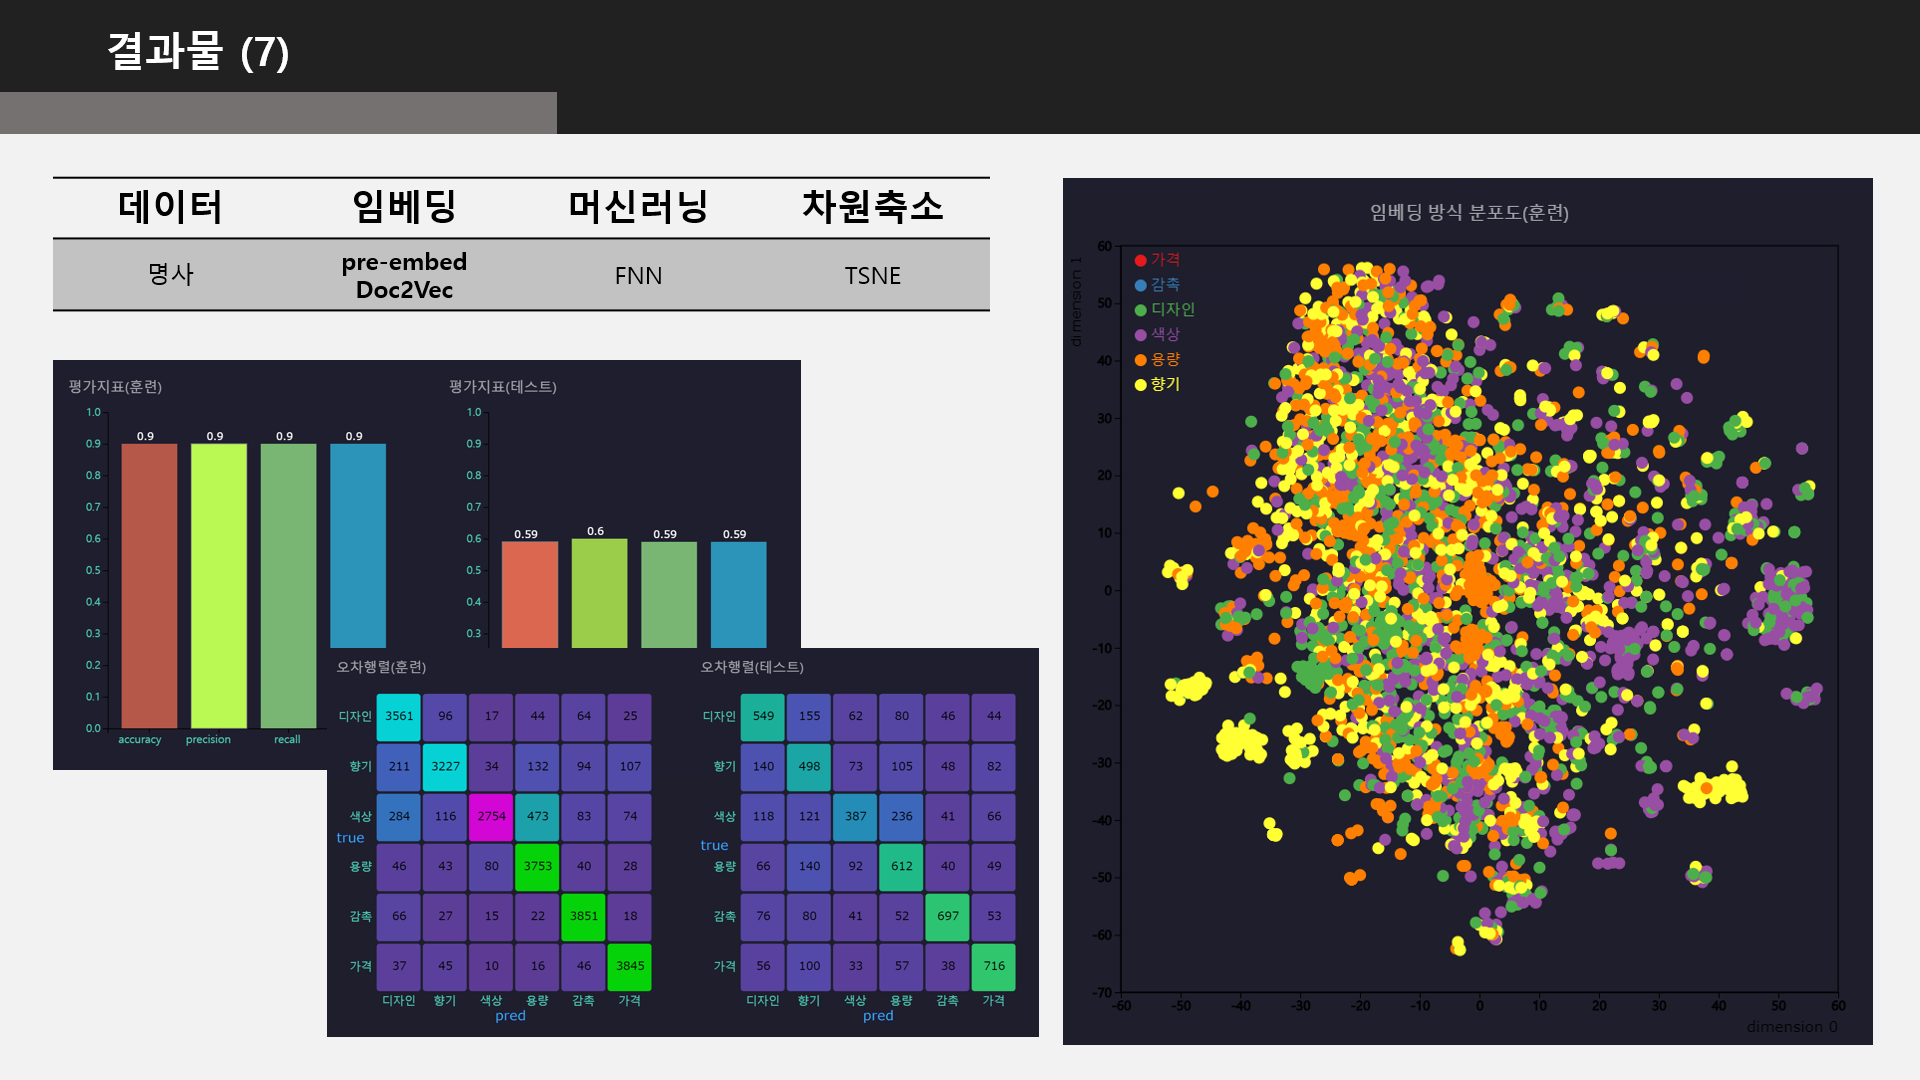 결과물 (7)
데이터 임베딩 머신러닝 차원축소
명사 pre-embed Doc2Vec FNN TSNE
평가지표(훈련)
1.0
0.9
0.8
0.7
0.6
0.5
0.4
0.3
0.2
0.1
0.0
0.9 0.9 0.9 0.9
accuracy precision recall
평가지표(테스트)
1.0
0.9
0.8
0.7
0.6
0.5
0.4
0.3
0.59 0.6 0.59 0.59
오차행렬(훈련)
디자인 3561 96 17 44 64 25
향기 211 3227 34 132 94 107
색상 284 116 2754 473 83 74
true
용량 46 43 80 3753 40 28
감촉 66 27 15 22 3851 18
가격 37 45 10 16 46 3845
디자인 향기 색상 용량 감촉 가격
pred
오차행렬(테스트)
디자인 549 155 62 80 46 44
향기 140 498 73 105 48 82
색상 118 121 387 236 41 66
true
용량 66 140 92 612 40 49
감촉 76 80 41 52 697 53
가격 56 100 33 57 38 716
디자인 향기 색상 용량 감촉 가격
pred
임베딩 방식 분포도(훈련)
dimension 1
가격
감촉
디자인
색상
용량
향기
60
50
40
30
20
10
0
-10
-20
-30
-40
-50
-60
-70
-60 -50 -40 -30 -20 -10 0 10 20 30 40 50 60
dimension 0